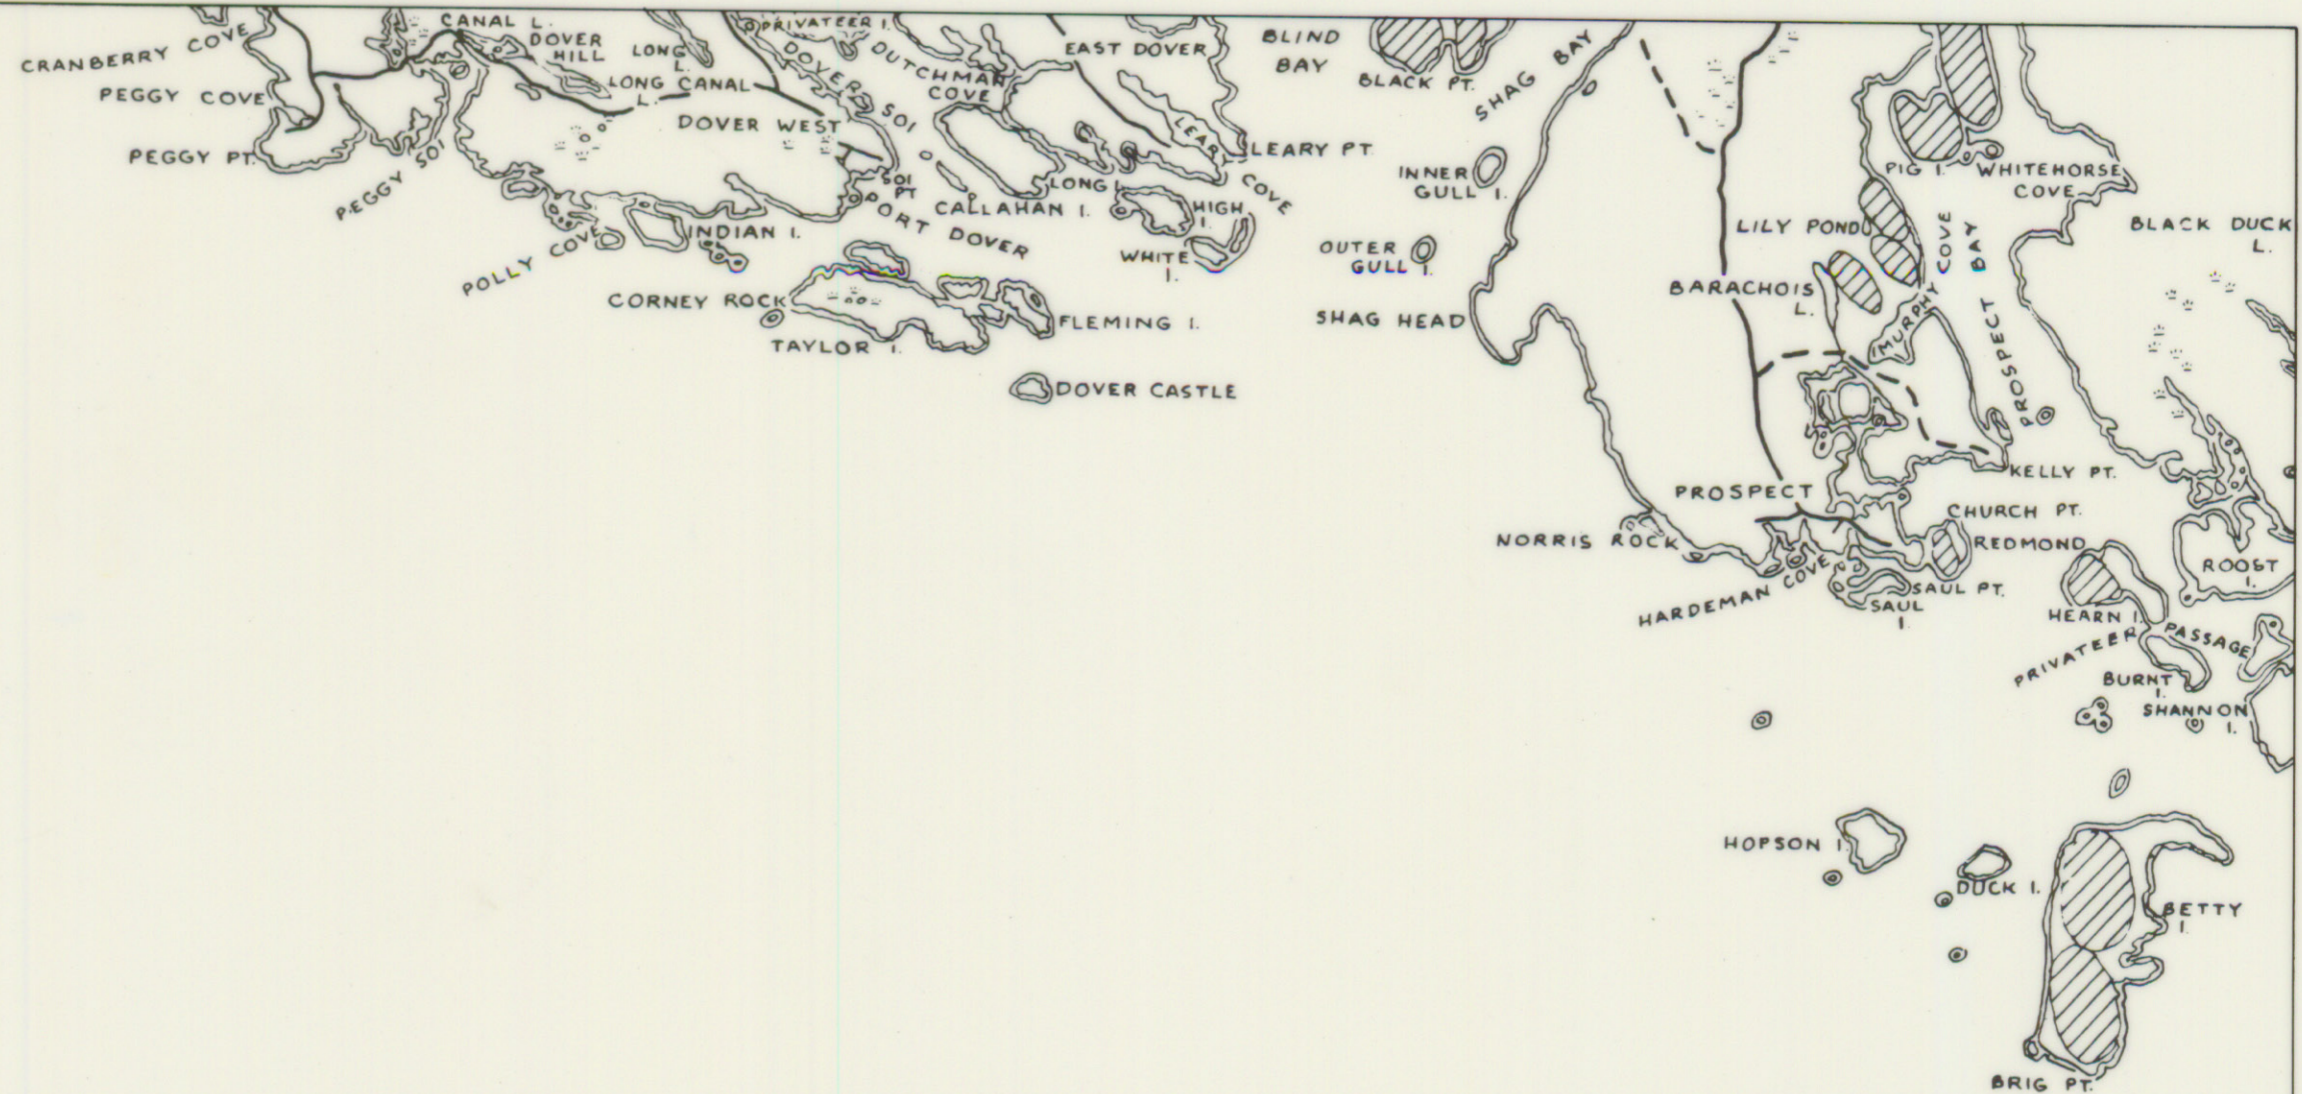 CRANBERRY COVE
PEGGY COVE
PEGGY PT.
PEGGY SOI
CANAL L.
DOVER
HILL
LONG
L.
LONG CANAL
L.
DOVER WEST
POLLY COVE
INDIAN I.
PRIVATEER I.
DOVER SOI
DUTCHMAN
COVE
EAST DOVER
LEARY
COVE
LEARY PT.
SOI
PT
PORT DOVER
CALLAHAN I.
LONG I.
HIGH
I.
WHITE
I.
CORNEY ROCK
TAYLOR I.
FLEMING I.
DOVER CASTLE
BLIND
BAY
BLACK PT.
SHAG BAY
INNER
GULL I.
OUTER
GULL I.
SHAG HEAD
PIG I.
WHITEHORSE
COVE
LILY POND
BARACHOIS
L.
MURPHY COVE
PROSPECT BAY
PROSPECT
BLACK DUCK
L.
KELLY PT.
PROSPECT
CHURCH PT.
NORRIS ROCK
REDMOND
HARDEMAN COVE
SAUL PT.
SAUL
I.
ROOST
I.
HEARN I.
PRIVATEER PASSAGE
BURNT
I.
SHANNON
I.
HOPSON I.
DUCK I.
BETTY
I.
BRIG PT.